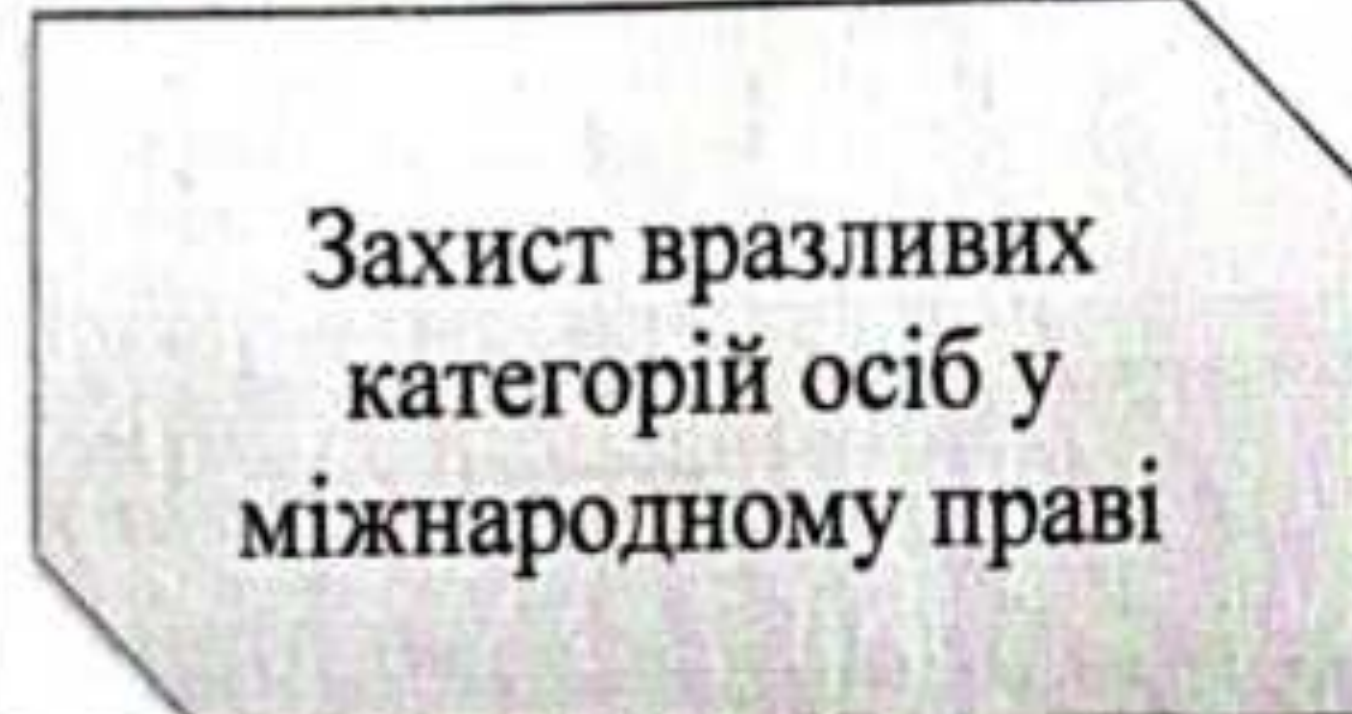 Захист вразливих
категорій осіб у
міжнародному праві